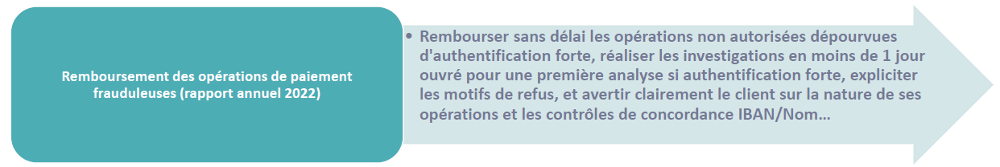 Remboursement des opérations de paiement
frauduleuses (rapport annuel 2022)
• Rembourser sans délai les opérations non autorisées dépourvues
d'authentification forte, réaliser les investigations en moins de 1 jour
ouvré pour une première analyse si authentification forte, expliciter
les motifs de refus, et avertir clairement le client sur la nature de ses
opérations et les contrôles de concordance IBAN/Nom...